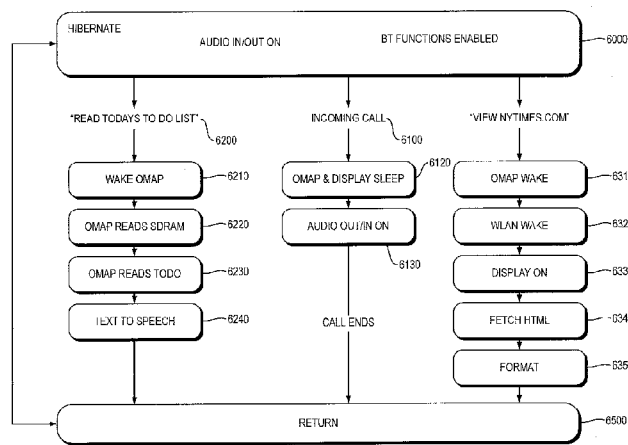 HIBERNATE
AUDIO IN/OUT ON
BT FUNCTIONS ENABLED
6000
"READ TODAYS TO DO LIST"
6200
INCOMING CALL
6100
"VIEW NYTIMES.COM"
WAKE OMAP
6210
OMAP & DISPLAY SLEEP
6120
OMAP WAKE
631
OMAP READS SDRAM
6220
AUDIO OUT/IN ON
6130
WLAN WAKE
632
OMAP READS TODO
6230
DISPLAY ON
633
TEXT TO SPEECH
6240
CALL ENDS
FETCH HTML
634
FORMAT
635
RETURN
6500